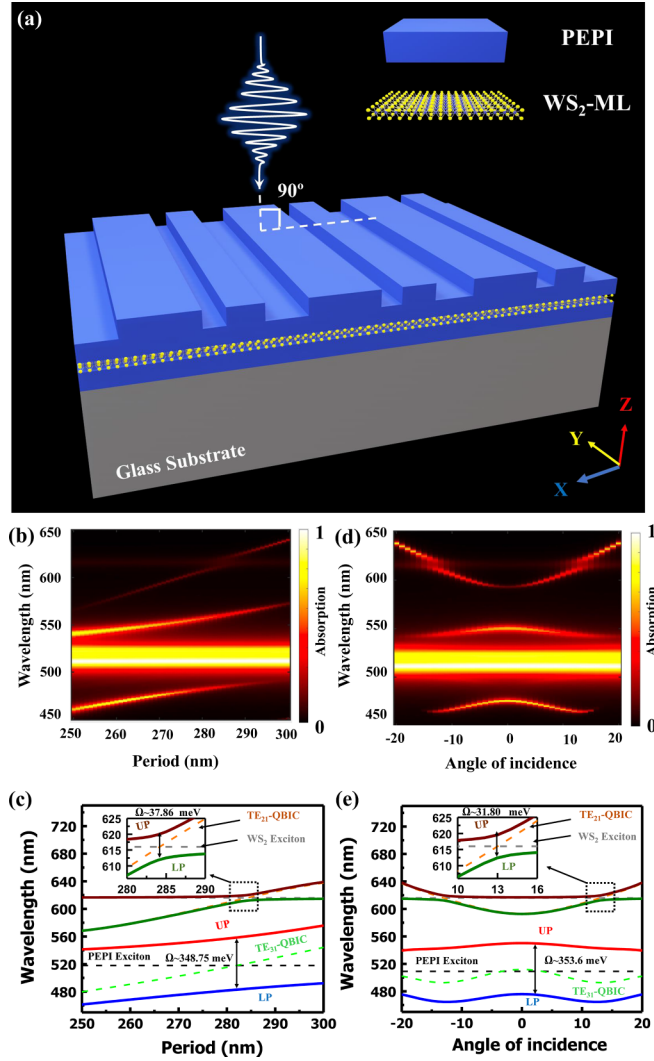 (a)
PEPI
WS₂-ML
90º
Glass Substrate
Z
Y
X
(b)
650
600
550
500
450
Wavelength (nm)
250 260 270 280 290 300
Period (nm)
1
Absorption
0
(d)
650
600
550
500
450
Wavelength (nm)
-20 -10 0 10 20
Angle of incidence
1
Absorption
0
(c)
720
680
640
600
560
520
480
Wavelength (nm)
Ω~37.86 meV
625
620
615
610
UP
LP
280 285 290
TE₂₁-QBIC
WS₂ Exciton
UP
PEPI Exciton
TE₃₁-QBIC
Ω~348.75 meV
LP
250 260 270 280 290 300
Period (nm)
(e)
720
680
640
600
560
520
480
Wavelength (nm)
Ω~31.80 meV
625
620
615
610
UP
LP
10 13 16
TE₂₁-QBIC
WS₂ Exciton
UP
PEPI Exciton
Ω~353.6 meV
TE₃₁-QBIC
LP
-20 -10 0 10 20
Angle of incidence